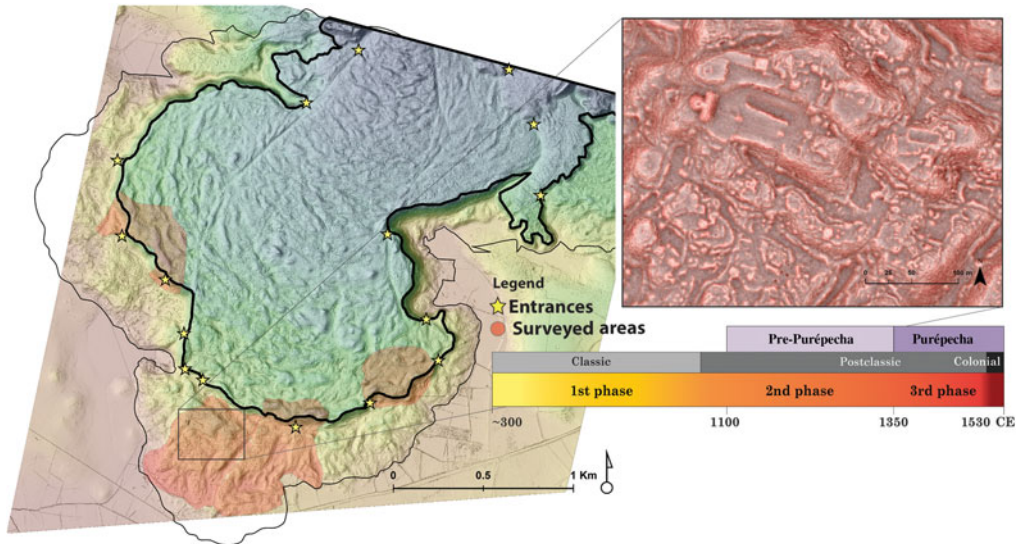 0 25 50 100 m
Legend
Entrances
Surveyed areas
Pre-Purépecha Purépecha
Classic Postclassic Colonial
1st phase 2nd phase 3rd phase
~300 1100 1350 1530 CE
0 0.5 1 Km